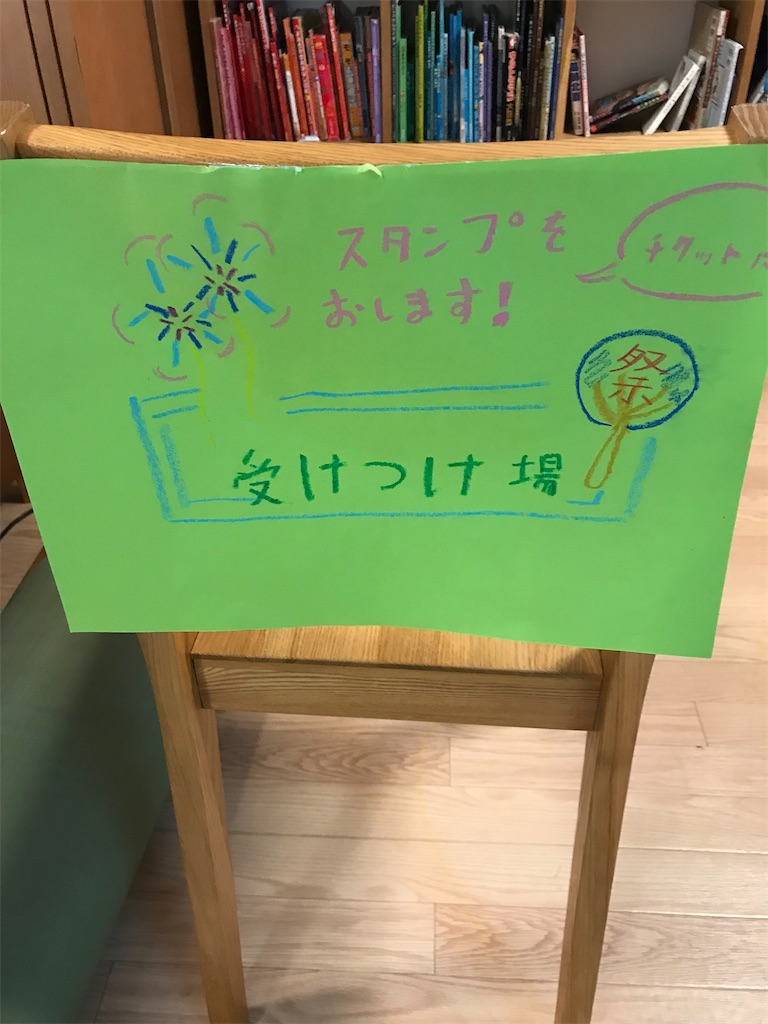 スタンプを
おします!
チケットに
祭
受けつけ場